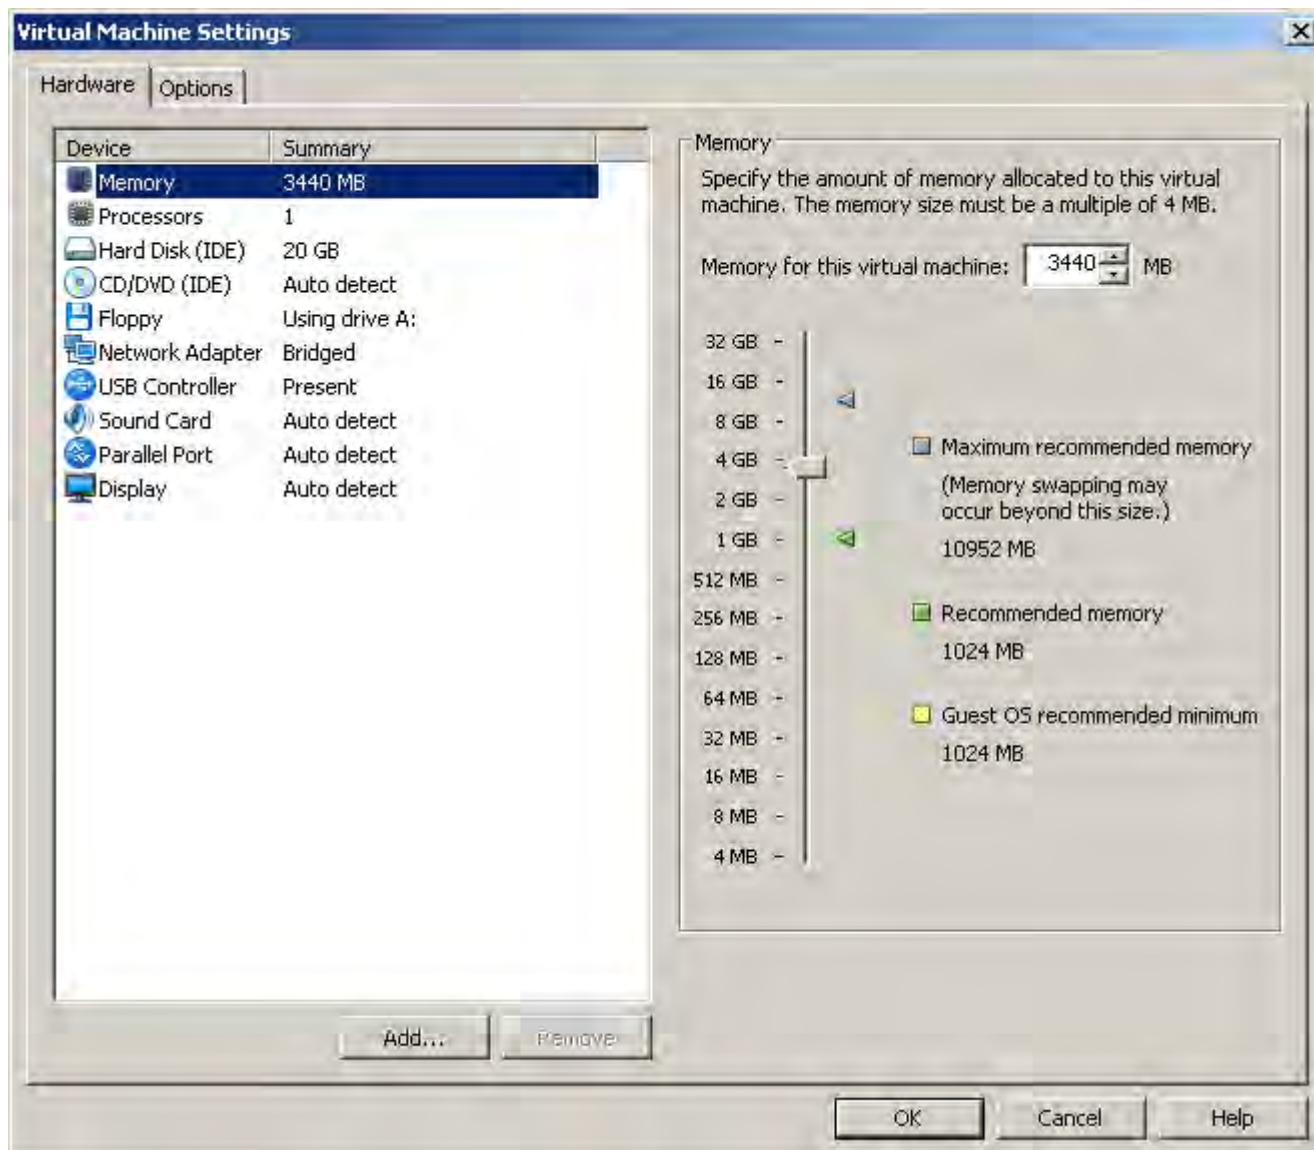 Virtual Machine Settings
Hardware Options
Device Summary
Memory 3440 MB
Processors 1
Hard Disk (IDE) 20 GB
CD/DVD (IDE) Auto detect
Floppy Using drive A:
Network Adapter Bridged
USB Controller Present
Sound Card Auto detect
Parallel Port Auto detect
Display Auto detect
Add... Remove
Memory
Specify the amount of memory allocated to this virtual
machine. The memory size must be a multiple of 4 MB.
Memory for this virtual machine: 3440 MB
32 GB
16 GB
8 GB
4 GB
2 GB
1 GB
512 MB
256 MB
128 MB
64 MB
32 MB
16 MB
8 MB
4 MB
Maximum recommended memory
(Memory swapping may
occur beyond this size.)
10952 MB
Recommended memory
1024 MB
Guest OS recommended minimum
1024 MB
OK Cancel Help